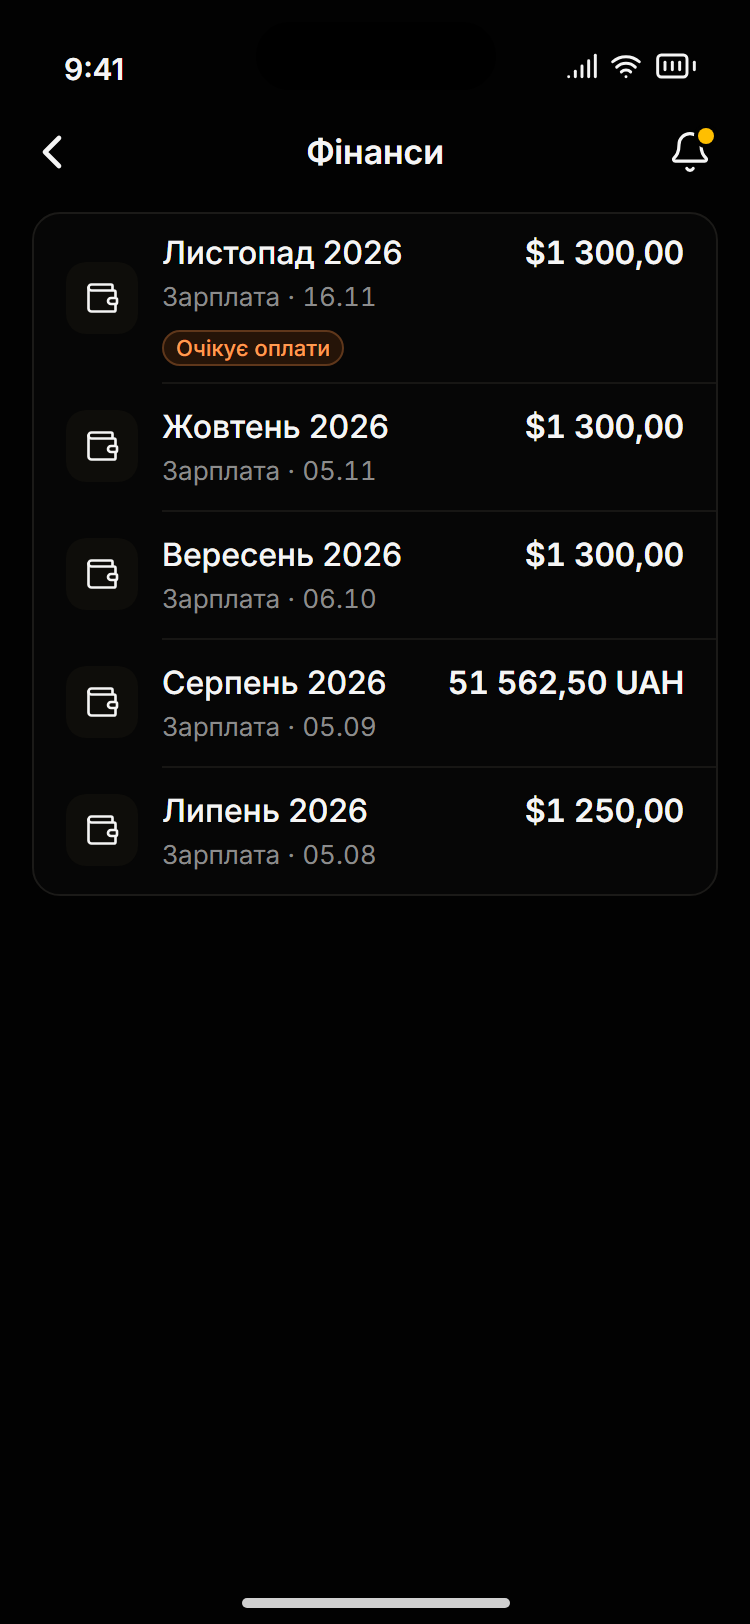 9:41
Фінанси
Листопад 2026 $1 300,00
Зарплата · 16.11
Очікує оплати
Жовтень 2026 $1 300,00
Зарплата · 05.11
Вересень 2026 $1 300,00
Зарплата · 06.10
Серпень 2026 51 562,50 UAH
Зарплата · 05.09
Липень 2026 $1 250,00
Зарплата · 05.08